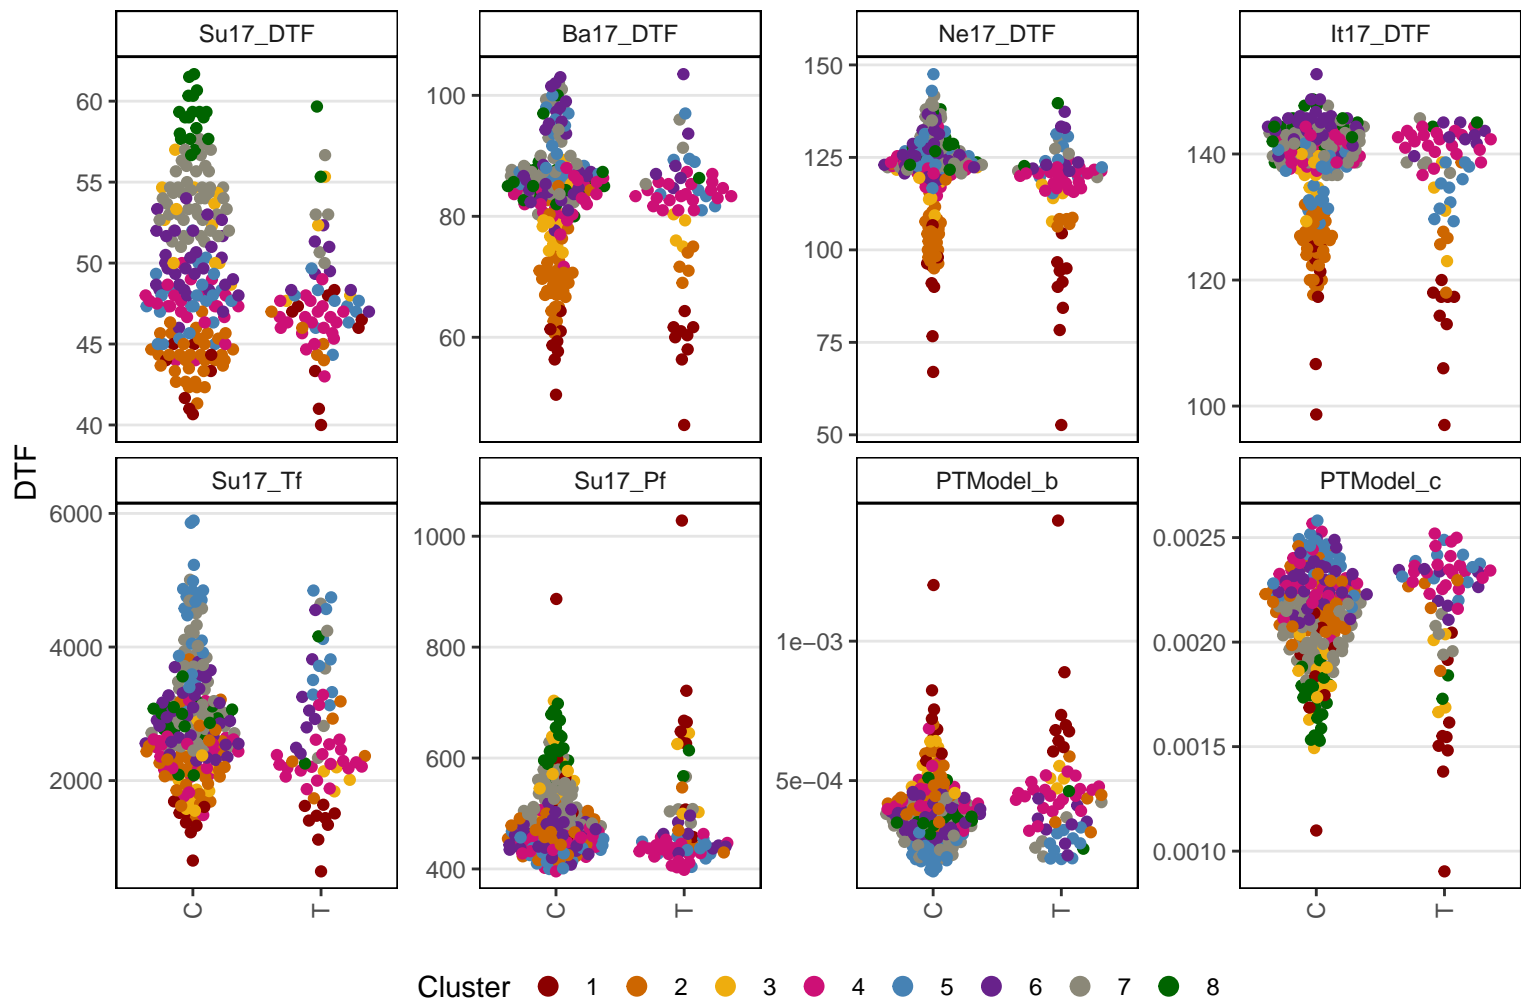 Su17_DTF Ba17_DTF Ne17_DTF It17_DTF
60 100 150 140
55 80 125 120
50 60 100 100
45 75
40 50
DTF
Su17_Tf Su17_Pf PTModel_b PTModel_c
6000 1000 1e−03 0.0025
4000 800 5e−04 0.0020
2000 600 0.0015
400 0.0010
C T C T C T C T
Cluster 1 2 3 4 5 6 7 8